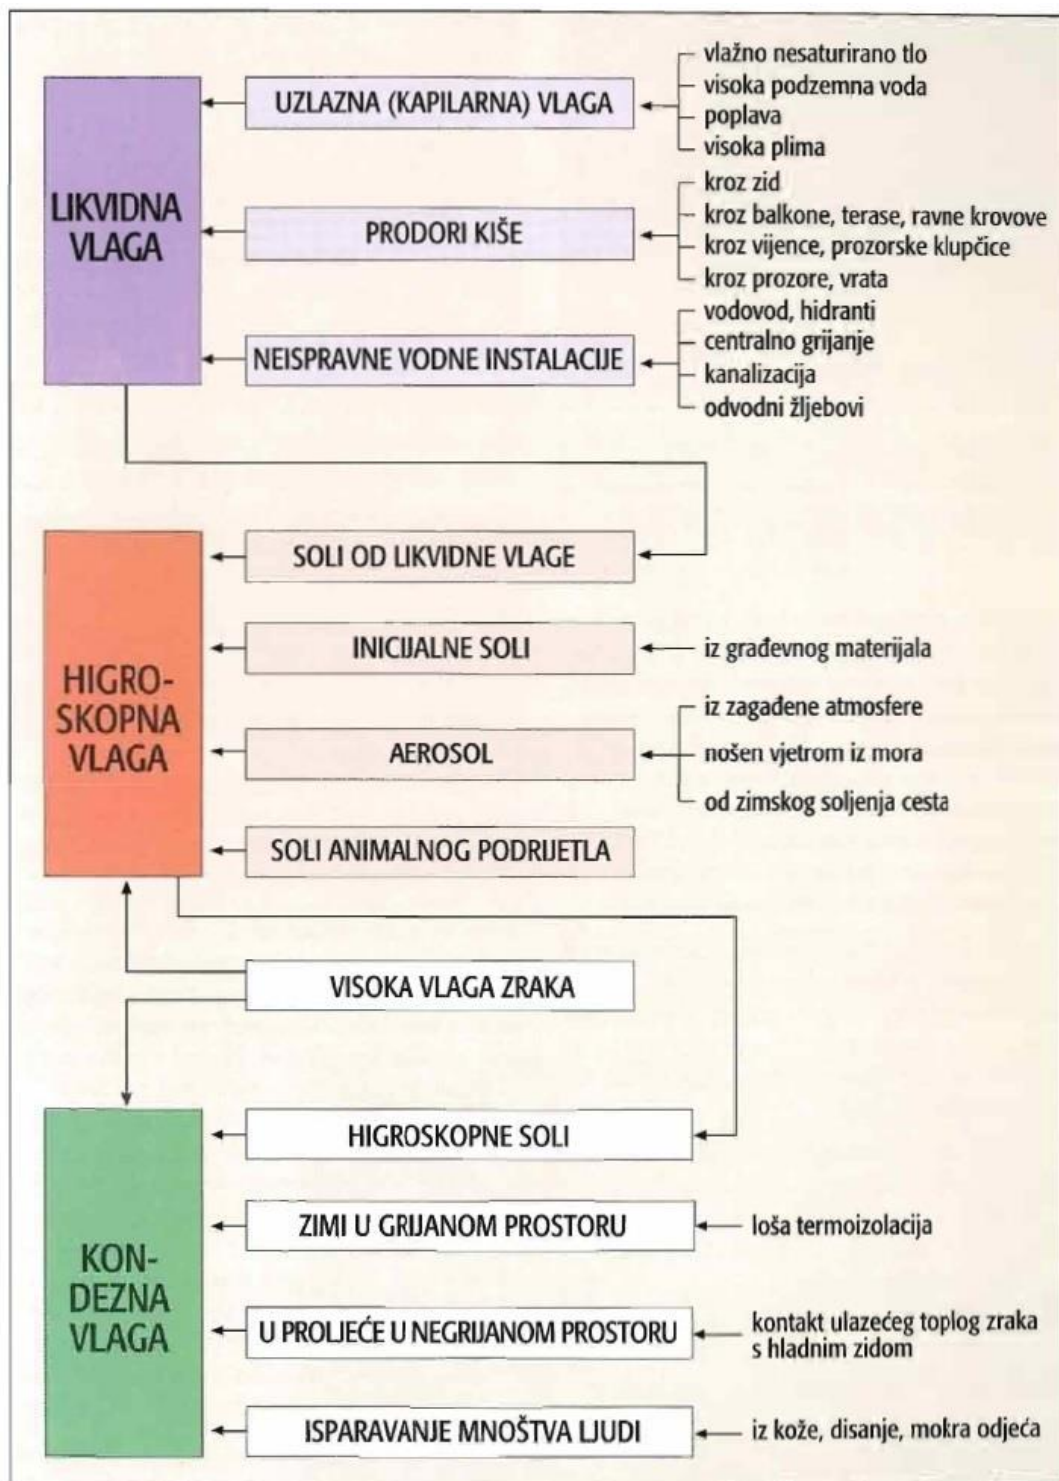 LIKVIDNA
VLAGA
UZLAZNA (KAPILARNA) VLAGA
vlažno nesaturirano tlo
visoka podzemna voda
poplava
visoka plima
PRODORI KIŠE
kroz zid
kroz balkone, terase, ravne krovove
kroz vijence, prozorske klupčice
kroz prozore, vrata
NEISPRAVNE VODNE INSTALACIJE
vodovod, hidranti
centralno grijanje
kanalizacija
odvodni žljebovi
HIGRO-
SKOPNA
VLAGA
SOLI OD LIKVIDNE VLAGE
INICIJALNE SOLI
iz građevnog materijala
AEROSOL
iz zagađene atmosfere
nošen vjetrom iz mora
od zimskog soljenja cesta
SOLI ANIMALNOG PODRIJETLA
VISOKA VLAGA ZRAKA
KON-
DEZNA
VLAGA
HIGROSKOPNE SOLI
ZIMI U GRIJANOM PROSTORU
loša termoizolacija
U PROLJEĆE U NEGRIJANOM PROSTORU
kontakt ulazećeg toplog zraka
s hladnim zidom
ISPARAVANJE MNOŠTVA LJUDI
iz kože, disanje, mokra odjeća